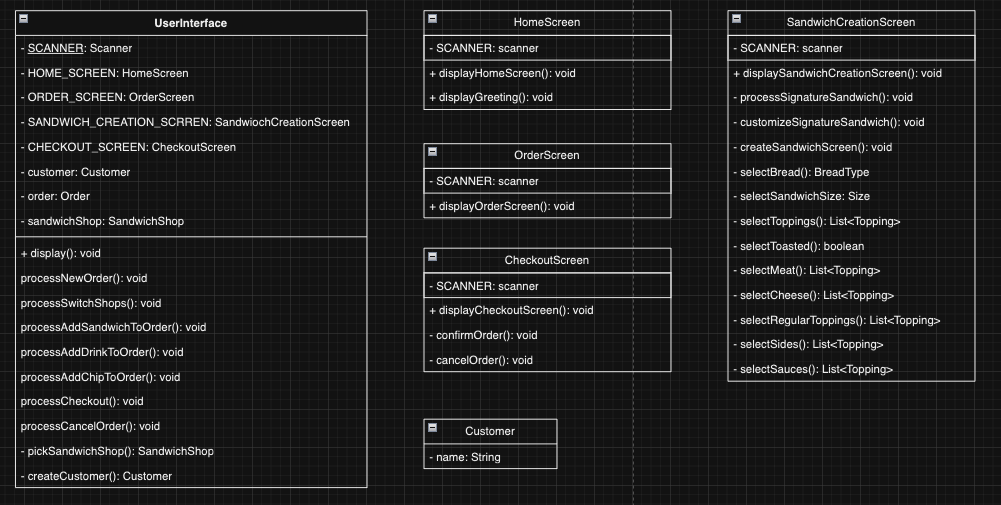 UserInterface
- SCANNER: Scanner
- HOME_SCREEN: HomeScreen
- ORDER_SCREEN: OrderScreen
- SANDWICH_CREATION_SCRREN: SandwiochCreationScreen
- CHECKOUT_SCREEN: CheckoutScreen
- customer: Customer
- order: Order
- sandwhichShop: SandwichShop
+ display(): void
processNewOrder(): void
processSwitchShops(): void
processAddSandwichToOrder(): void
processAddDrinkToOrder(): void
processAddChipToOrder(): void
processCheckout(): void
processCancelOrder(): void
- pickSandwhichShop(): SandwichShop
- createCustomer(): Customer
HomeScreen
- SCANNER: scanner
+ displayHomeScreen(): void
+ displayGreeting(): void
OrderScreen
- SCANNER: scanner
+ displayOrderScreen(): void
CheckoutScreen
- SCANNER: scanner
+ displayCheckoutScreen(): void
- confirmOrder(): void
- cancelOrder(): void
Customer
- name: String
SandwichCreationScreen
- SCANNER: scanner
+ displaySandwichCreationScreen(): void
- processSignatureSandwich(): void
- customizeSignatureSandwich(): void
- createSandwichScreen(): void
- selectBread(): BreadType
- selectSandwichSize: Size
- selectToppings(): List<Topping>
- selectToasted(): boolean
- selectMeat(): List<Topping>
- selectCheese(): List<Topping>
- selectRegularToppings(): List<Topping>
- selectSides(): List<Topping>
- selectSauces(): List<Topping>